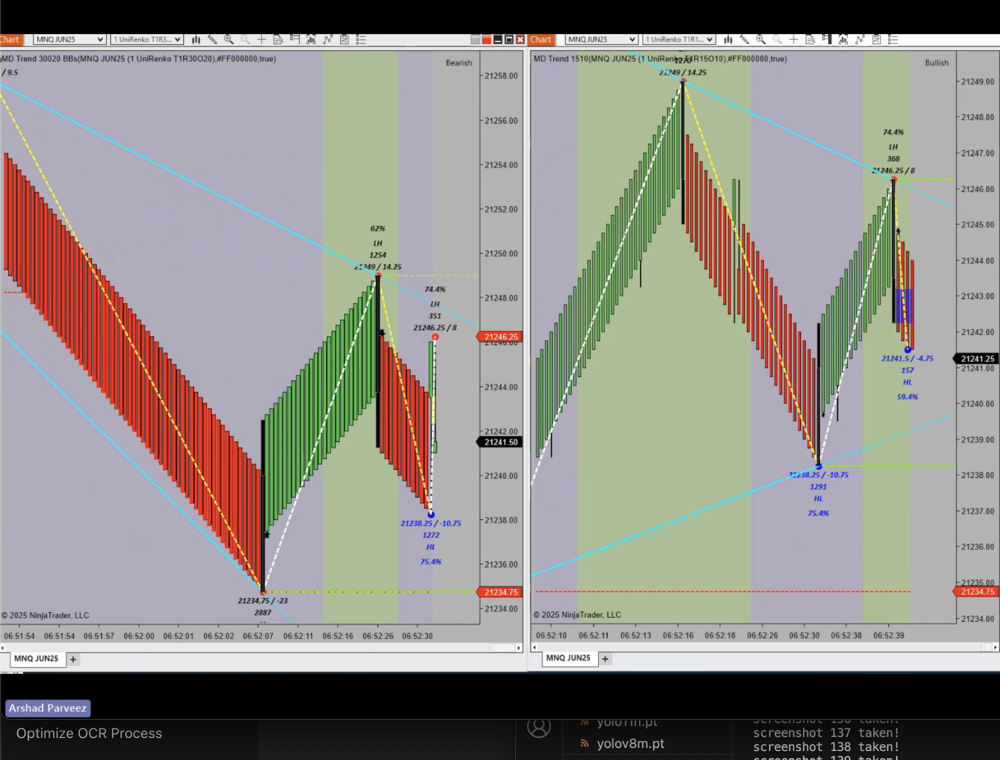 Chart MNQ JUN25 1 UniRenko T1R3...
MD Trend 30020 BBs(MNQ JUN25 (1 UniRenko T1R30O20),#FF000000,true)
/ 9.5
Bearish
62%
LH
1254
21249 / 14.25
74.4%
LH
351
21246.25 / 8
21238.25 / -10.75
1272
HL
75.4%
21234.75 / -23
2887
21258.00
21256.00
21254.00
21252.00
21250.00
21248.00
21246.25
21246.00
21244.00
21242.00
21241.50
21240.00
21238.00
21236.00
21234.75
21234.00
© 2025 NinjaTrader, LLC
06:51:54 06:51:54 06:51:57 06:52:00 06:52:01 06:52:02 06:52:07 06:52:11 06:52:16 06:52:26 06:52:30
MNQ JUN25 +
Chart MNQ JUN25 1 UniRenko T1R1...
MD Trend 1510(MNQ JUN25 (1 UniRenko T1R15O10),#FF000000,true)
Bullish
21249 / 14.25
74.4%
LH
368
21246.25 / 8
21241.5 / -4.75
157
HL
59.4%
21238.25 / -10.75
1291
HL
75.4%
21249.00
21248.00
21247.00
21246.00
21245.00
21244.00
21243.00
21242.00
21241.25
21241.00
21240.00
21239.00
21238.00
21237.00
21236.00
21235.00
21234.75
21234.00
© 2025 NinjaTrader, LLC
06:52:10 06:52:11 06:52:13 06:52:16 06:52:18 06:52:26 06:52:30 06:52:38 06:52:39
MNQ JUN25 +
Arshad Parveez
Optimize OCR Process
yolo11n.pt
yolov8m.pt
screenshot 137 taken!
screenshot 138 taken!